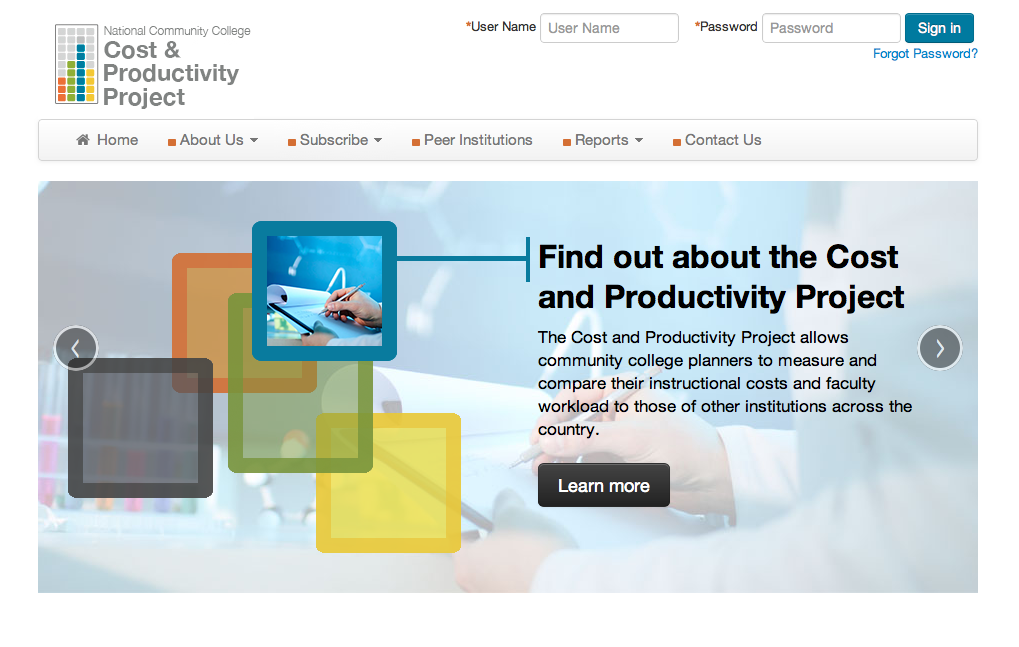 National Community College
Cost &
Productivity
Project
*User Name User Name *Password Password Sign in
Forgot Password?
Home About Us Subscribe Peer Institutions Reports Contact Us
Find out about the Cost
and Productivity Project
The Cost and Productivity Project allows
community college planners to measure and
compare their instructional costs and faculty
workload to those of other institutions across the
country.
Learn more